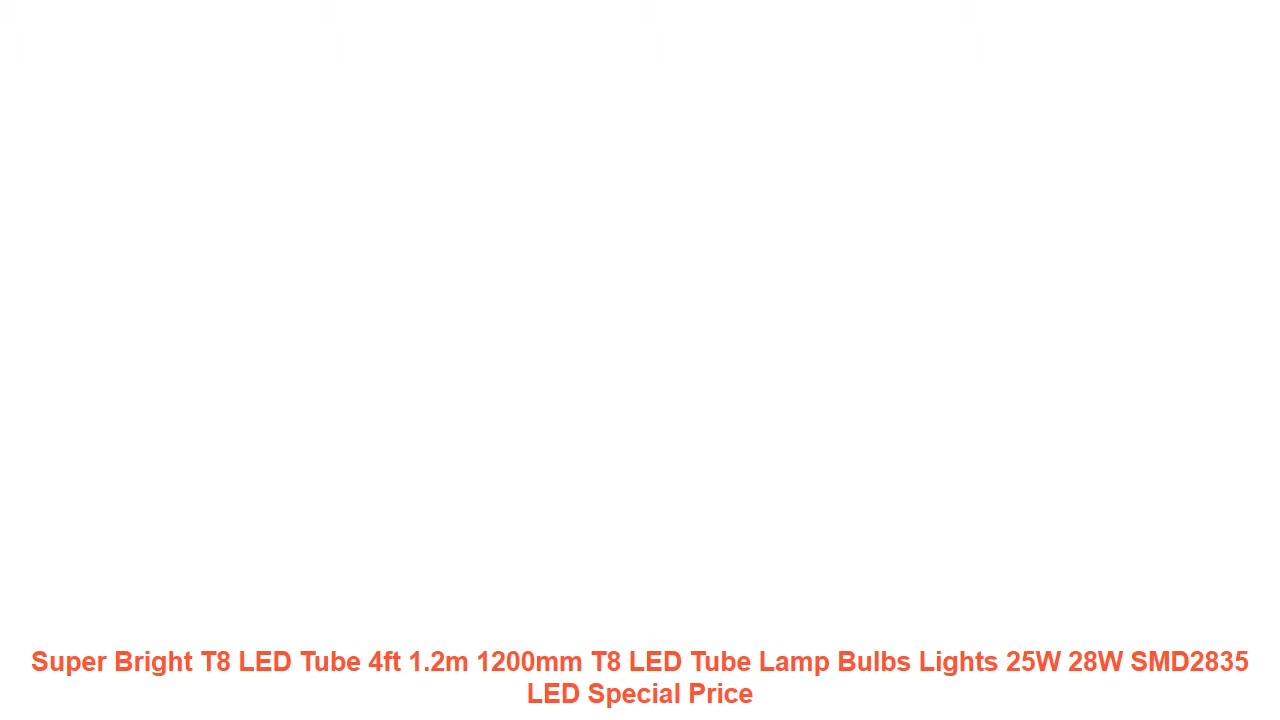 Super Bright T8 LED Tube 4ft 1.2m 1200mm T8 LED Tube Lamp Bulbs Lights 25W 28W SMD2835
LED Special Price